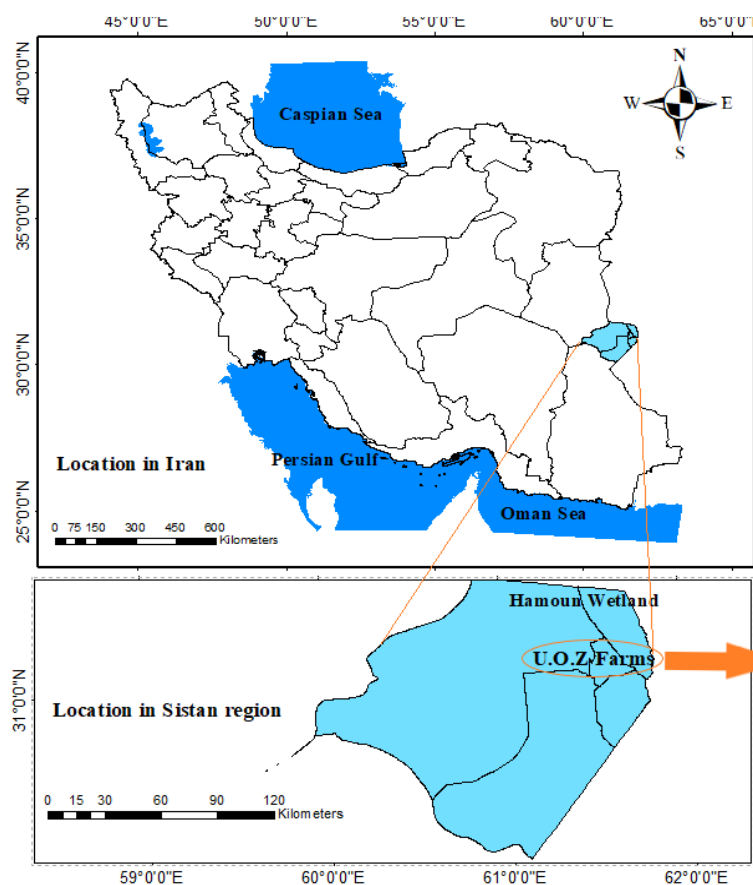 45°0'0"E 50°0'0"E 55°0'0"E 60°0'0"E 65°0'0"
40°0'0"N
35°0'0"N
30°0'0"N
25°0'0"N
N
W E
S
Caspian Sea
Persian Gulf
Oman Sea
Location in Iran
0 75 150 300 450 600
Kilometers
Hamoun Wetland
U.O.Z Farms
31°0'0"N
Location in Sistan region
0 15 30 60 90 120
Kilometers
59°0'0"E 60°0'0"E 61°0'0"E 62°0'0"E